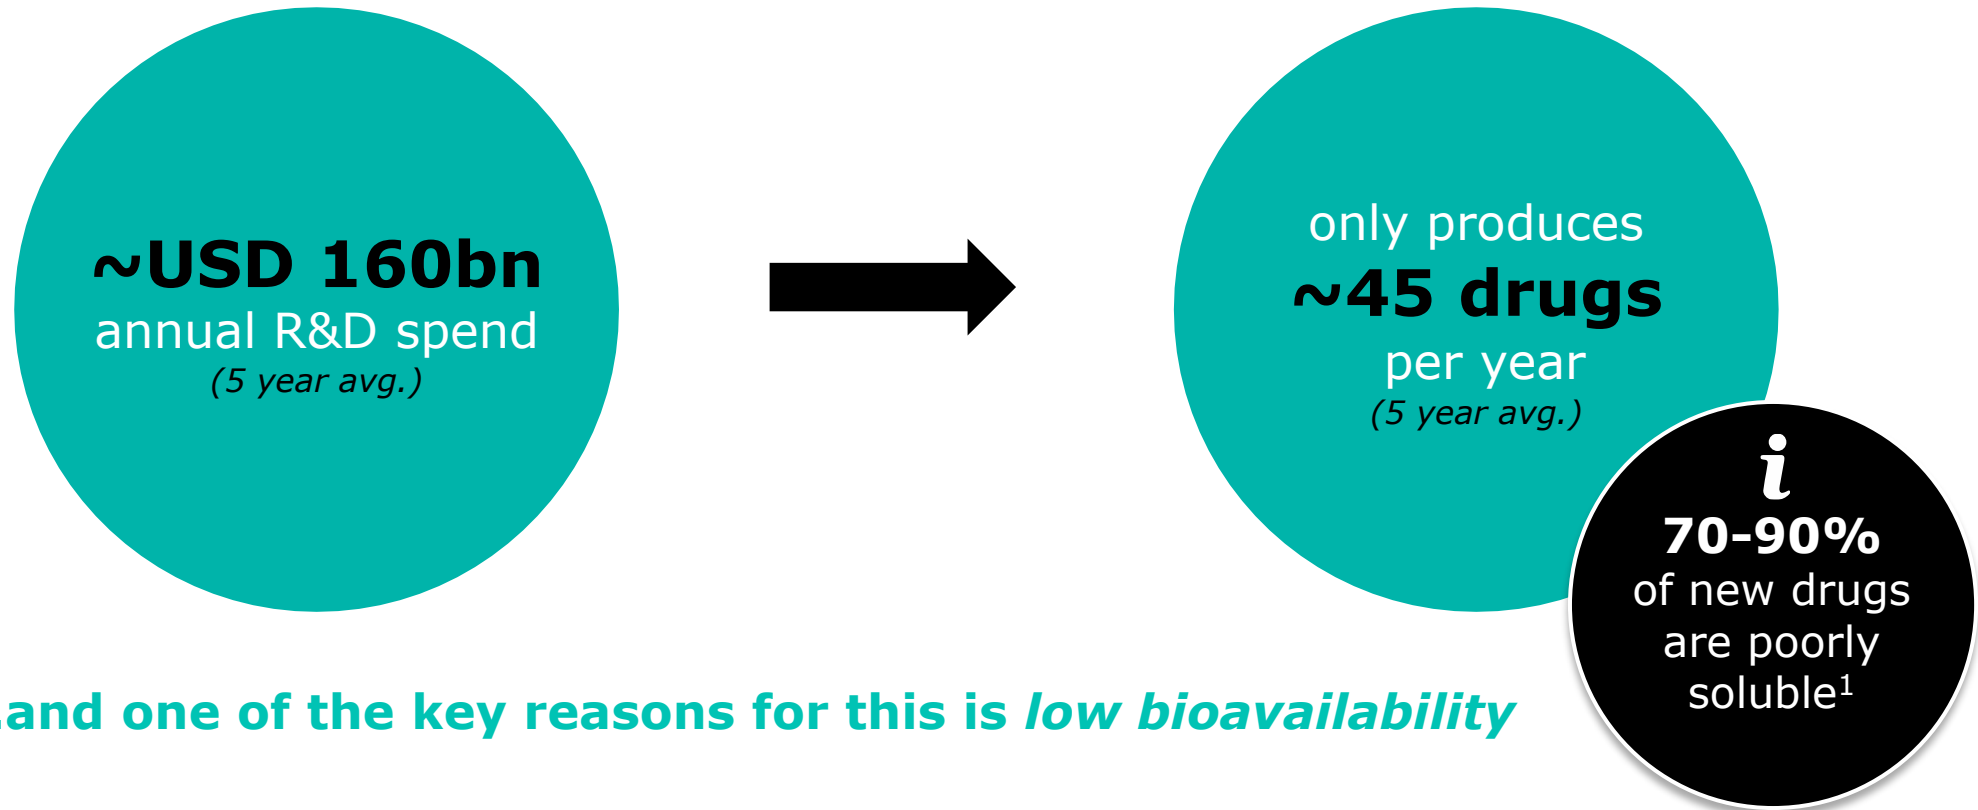 ~USD 160bn
annual R&D spend
(5 year avg.)
only produces
~45 drugs
per year
(5 year avg.)
i
70-90%
of new drugs
are poorly
soluble¹
.and one of the key reasons for this is low bioavailability